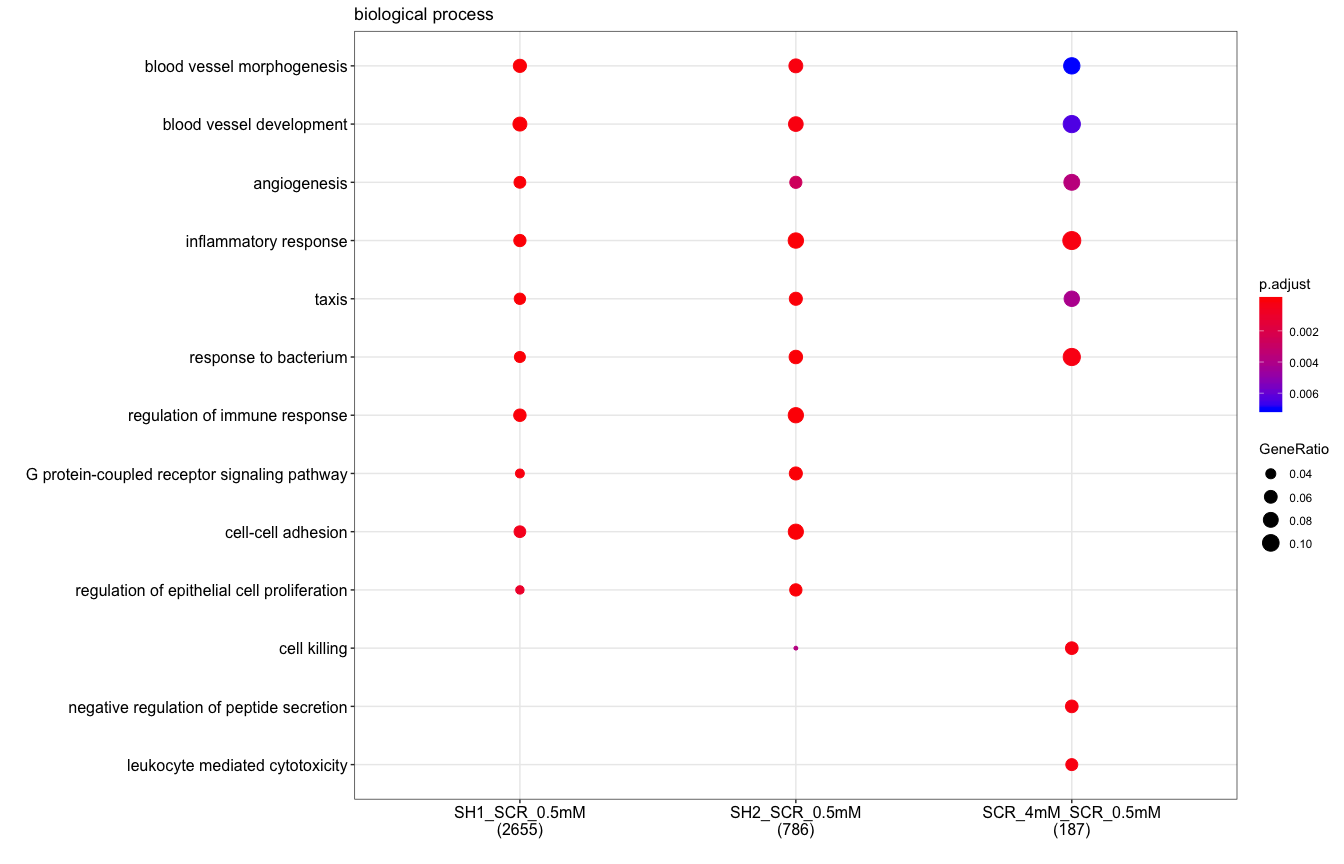 biological process
blood vessel morphogenesis
blood vessel development
angiogenesis
inflammatory response
taxis
response to bacterium
regulation of immune response
G protein-coupled receptor signaling pathway
cell-cell adhesion
regulation of epithelial cell proliferation
cell killing
negative regulation of peptide secretion
leukocyte mediated cytotoxicity
SH1_SCR_0.5mM
(2655)
SH2_SCR_0.5mM
(786)
SCR_4mM_SCR_0.5mM
(187)
p.adjust
0.002
0.004
0.006
GeneRatio
0.04
0.06
0.08
0.10